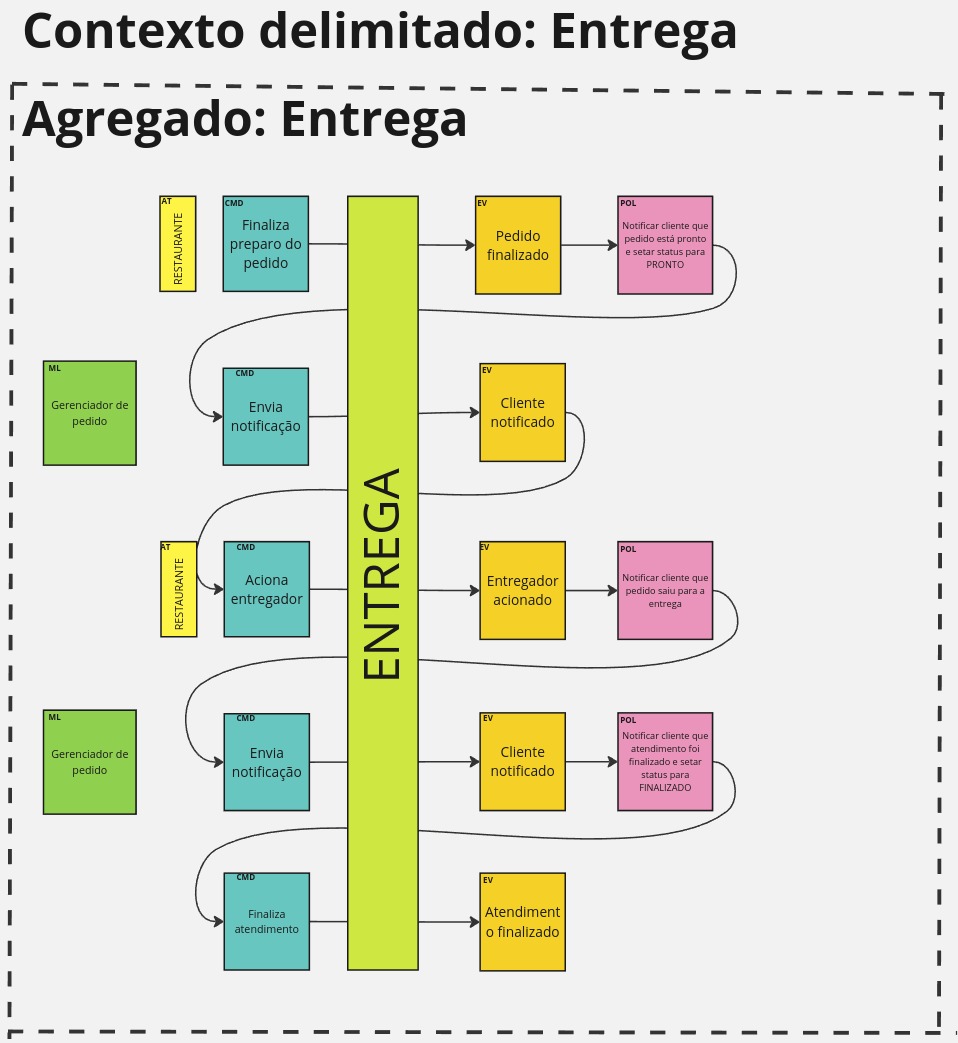 Contexto delimitado: Entrega
Agregado: Entrega
AT
RESTAURANTE
CMD
Finaliza
preparo do
pedido
EV
Pedido
finalizado
POL
Notificar cliente que
pedido está pronto
e setar status para
PRONTO
ML
Gerenciador de
pedido
CMD
Envia
notificação
EV
Cliente
notificado
ENTREGA
AT
RESTAURANTE
CMD
Aciona
entregador
EV
Entregador
acionado
POL
Notificar cliente que
pedido saiu para a
entrega
ML
Gerenciador de
pedido
CMD
Envia
notificação
EV
Cliente
notificado
POL
Notificar cliente que
atendimento foi
finalizado e setar
status para
FINALIZADO
CMD
Finaliza
atendimento
EV
Atendiment
o finalizado